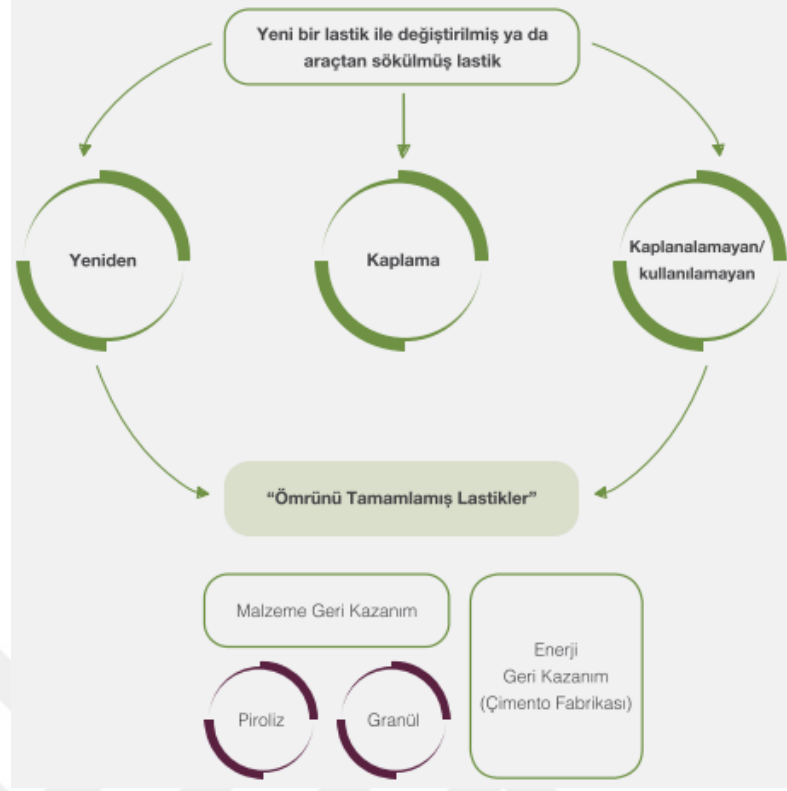 Yeni bir lastik ile değiştirilmiş ya da
araçtan sökülmüş lastik
Yeniden
Kaplama
Kaplanalamayan/
kullanılamayan
“Ömrünü Tamamlamış Lastikler”
Malzeme Geri Kazanım
Piroliz
Granül
Enerji
Geri Kazanım
(Çimento Fabrikası)